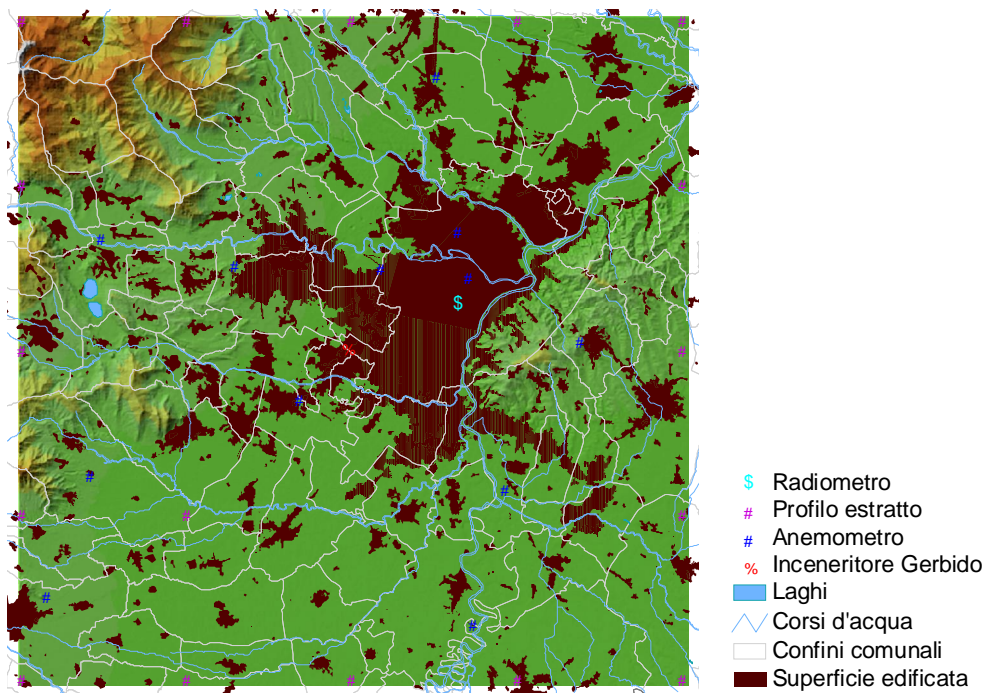 $ Radiometro
# Profilo estratto
# Anemometro
% Inceneritore Gerbido
Laghi
Corsi d'acqua
Confini comunali
Superficie edificata